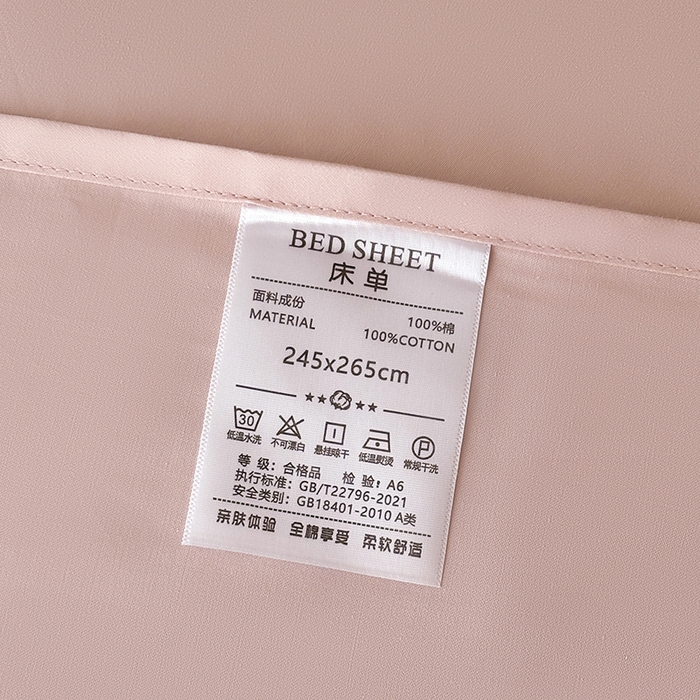 BED SHEET
床单
面料成份 100%棉
MATERIAL 100%COTTON
245x265cm
30 P
低温水洗 不可漂白 悬挂晾干 低温熨烫 常规干洗
等 级：合格品 检 验：A6
执行标准：GB/T22796-2021
安全类别：GB18401-2010 A类
亲肤体验 全棉享受 柔软舒适